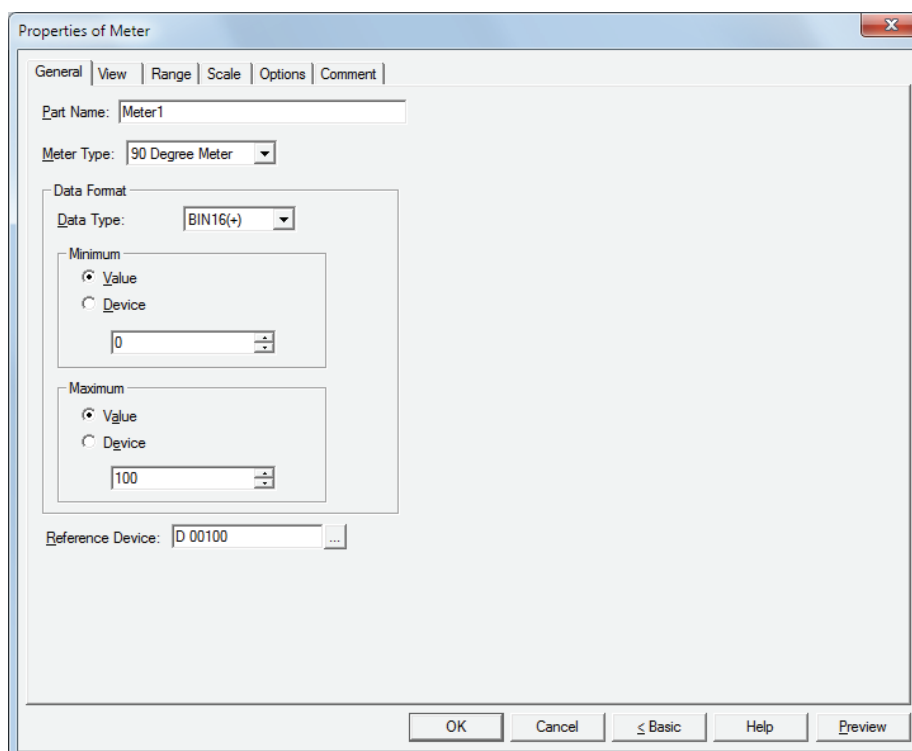 Properties of Meter
General View Range Scale Options Comment
Part Name: Meter1
Meter Type: 90 Degree Meter
Data Format
Data Type: BIN16(+)
Minimum
Value
Device
0
Maximum
Value
Device
100
Reference Device: D 00100 ...
OK Cancel < Basic Help Preview